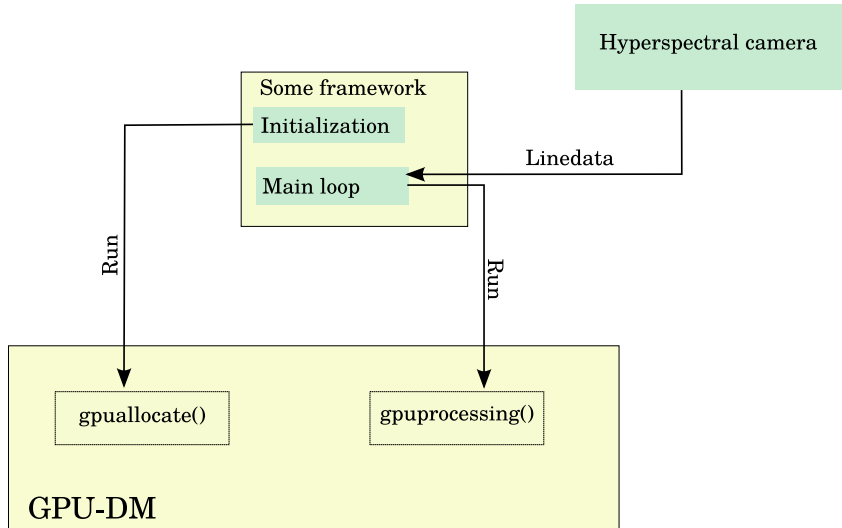 Hyperspectral camera
Some framework
Initialization
Linedata
Main loop
Run
Run
gpuallocate()
gpuprocessing()
GPU-DM